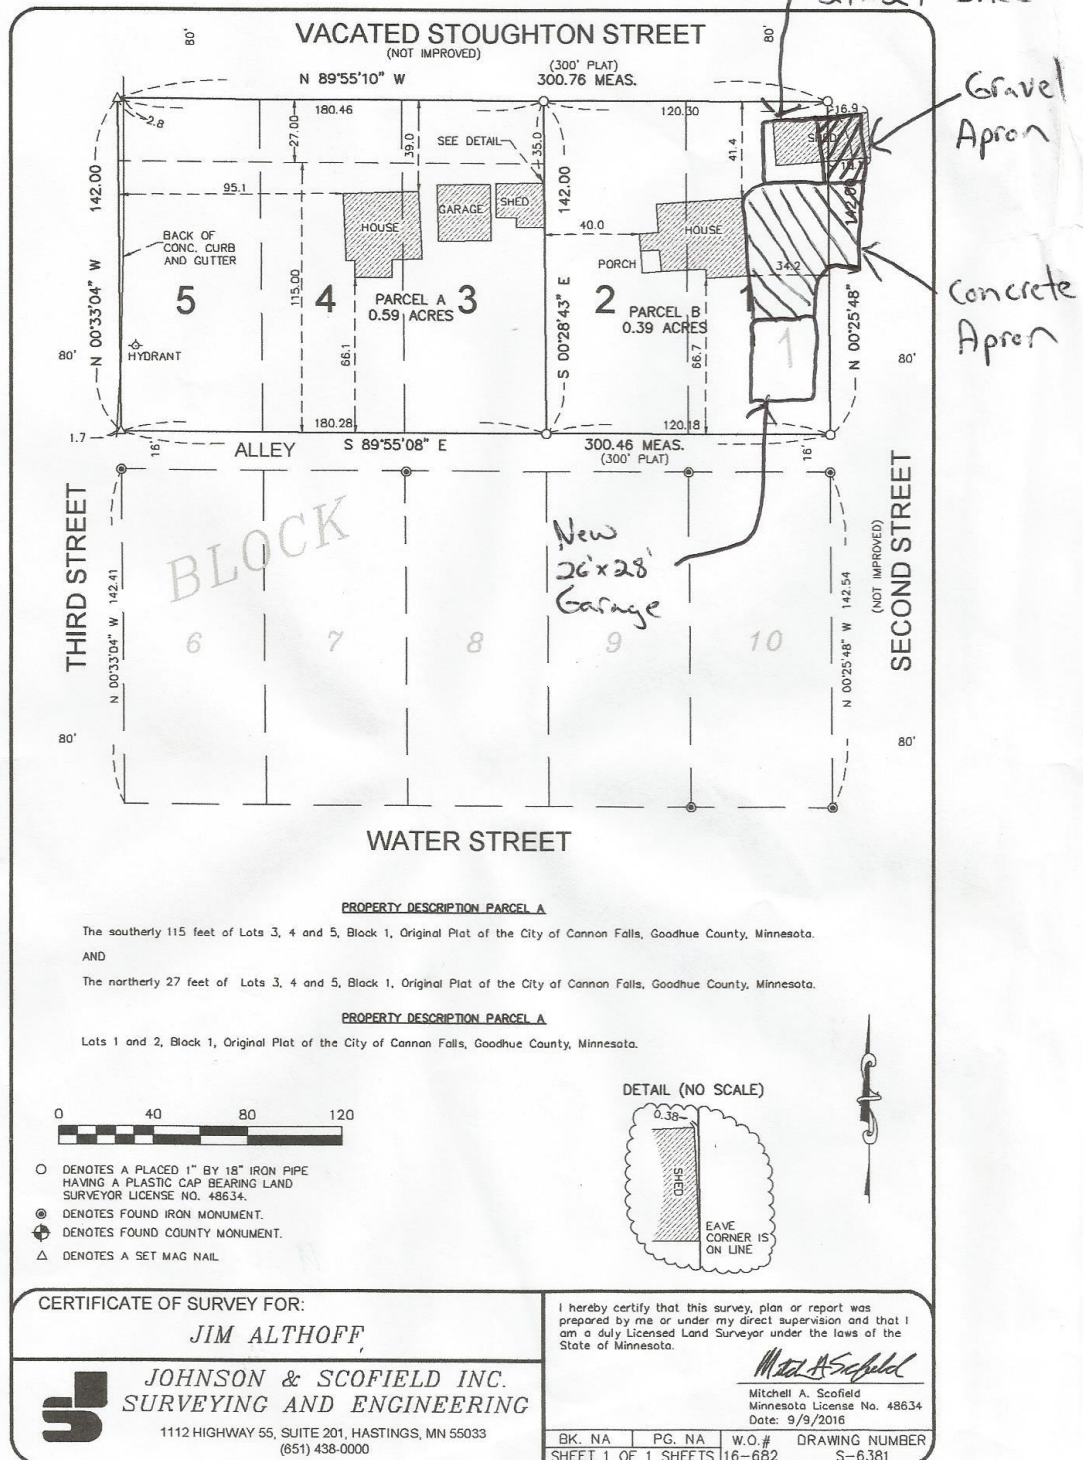 Shed
VACATED STOUGHTON STREET
(NOT IMPROVED)
80'
80'
N 89°55'10" W
(300' PLAT)
300.76 MEAS.
Gravel
Apron
2.8
180.46
120.30
16.9
27.00
39.0
35.0
41.4
SEE DETAIL
SHED
142.00
142.00
142.00
95.1
HOUSE
GARAGE
SHED
40.0
HOUSE
BACK OF
CONC. CURB
AND GUTTER
PORCH
34.2
N 00°33'04" W
115.00
S 00°28'43" E
N 00°25'48" W
Concrete
Apron
5
4
PARCEL A
0.59 ACRES
3
2
PARCEL B
0.39 ACRES
1
80'
HYDRANT
66.1
66.7
80'
1.7
180.28
120.18
16'
ALLEY
S 89°55'08" E
300.46 MEAS.
(300' PLAT)
16'
THIRD STREET
BLOCK
New
26'x28'
Garage
N 00°33'04" W 142.41
N 00°25'48" W 142.54
(NOT IMPROVED)
SECOND STREET
6
7
8
9
10
80'
80'
WATER STREET
PROPERTY DESCRIPTION PARCEL A
The southerly 115 feet of Lots 3, 4 and 5, Block 1, Original Plat of the City of Cannon Falls, Goodhue County, Minnesota.
AND
The northerly 27 feet of Lots 3, 4 and 5, Block 1, Original Plat of the City of Cannon Falls, Goodhue County, Minnesota.
PROPERTY DESCRIPTION PARCEL A
Lots 1 and 2, Block 1, Original Plat of the City of Cannon Falls, Goodhue County, Minnesota.
0 40 80 120
DENOTES A PLACED 1" BY 18" IRON PIPE
HAVING A PLASTIC CAP BEARING LAND
SURVEYOR LICENSE NO. 48634.
DENOTES FOUND IRON MONUMENT.
DENOTES FOUND COUNTY MONUMENT.
DENOTES A SET MAG NAIL
DETAIL (NO SCALE)
0.38
SHED
EAVE
CORNER IS
ON LINE
CERTIFICATE OF SURVEY FOR:
JIM ALTHOFF
JOHNSON & SCOFIELD INC.
SURVEYING AND ENGINEERING
1112 HIGHWAY 55, SUITE 201, HASTINGS, MN 55033
(651) 438-0000
I hereby certify that this survey, plan or report was
prepared by me or under my direct supervision and that I
am a duly Licensed Land Surveyor under the laws of the
State of Minnesota.
Mitch A Scofield
Mitchell A. Scofield
Minnesota License No. 48634
Date: 9/9/2016
BK. NA PG. NA W.O.# DRAWING NUMBER
SHEET 1 OF 1 SHEETS 16-682 S-6381